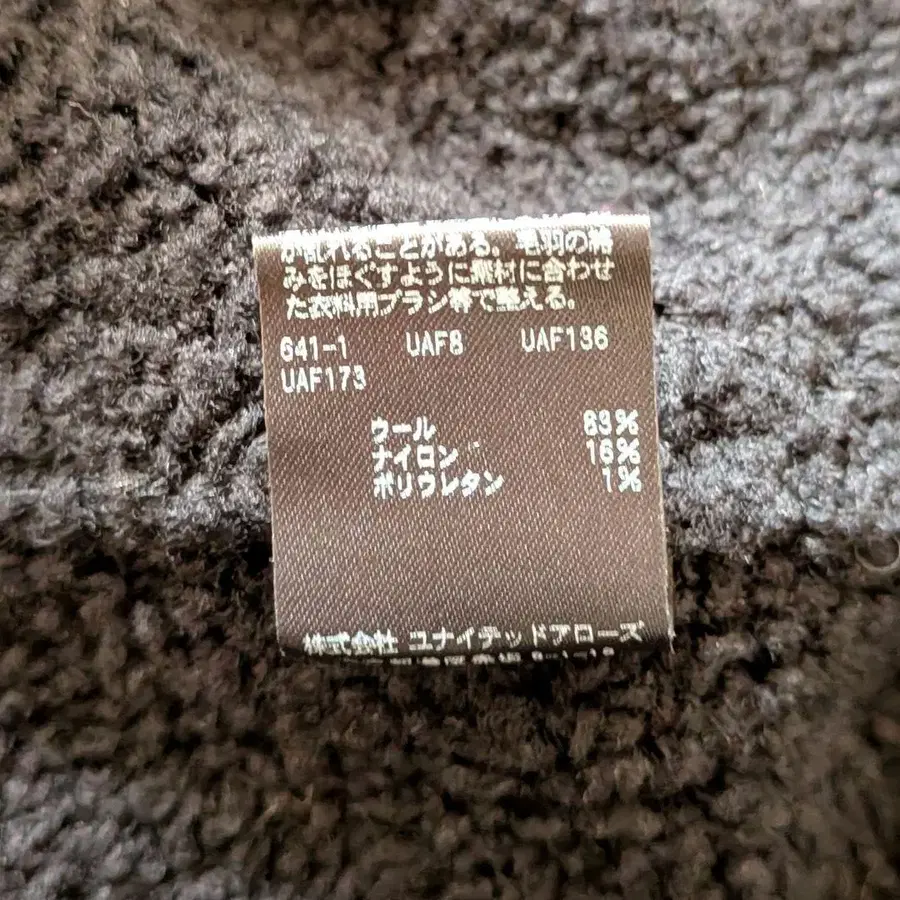 が乱れることがある。毛羽の絡
みをほぐすように素材に合わせ
た衣料用ブラシ等で整える。
641-1 UAF8 UAF136
UAF173
ウール 83%
ナイロン 16%
ポリウレタン 1%
株式会社 ユナイテッドアローズ